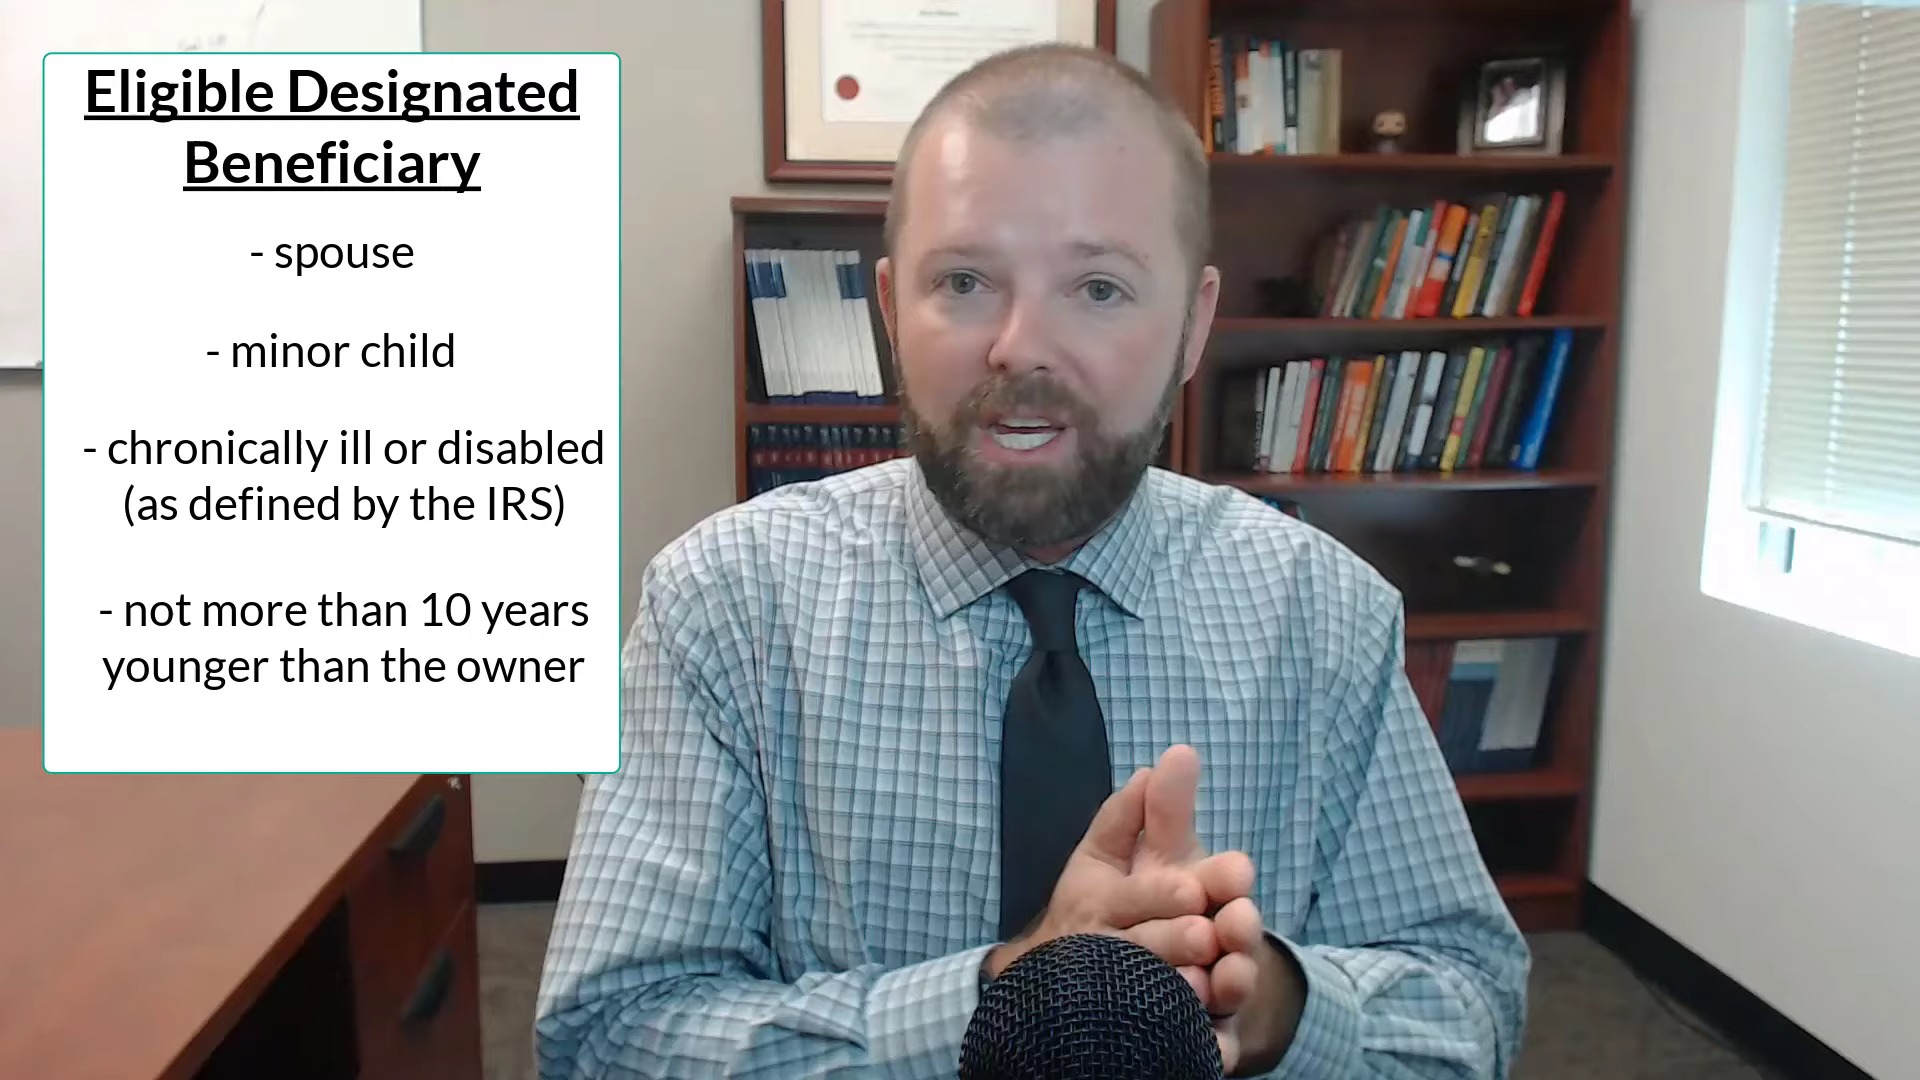 Eligible Designated
Beneficiary
- spouse
- minor child
- chronically ill or disabled
(as defined by the IRS)
- not more than 10 years
younger than the owner